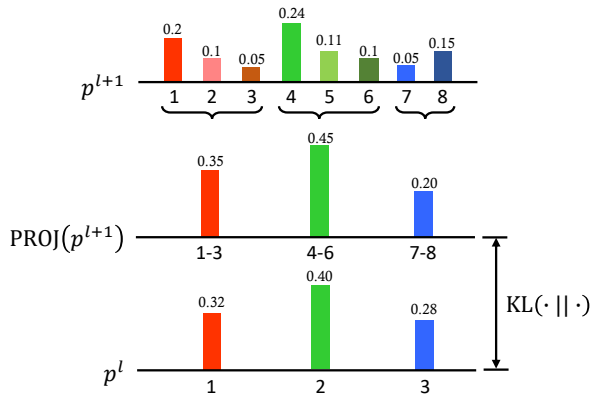 0.2 0.1 0.05 0.24 0.11 0.1 0.05 0.15
p^{l+1}
1 2 3 4 5 6 7 8
0.35 0.45 0.20
PROJ(p^{l+1})
1-3 4-6 7-8
KL(· || ·)
0.32 0.40 0.28
p^l
1 2 3